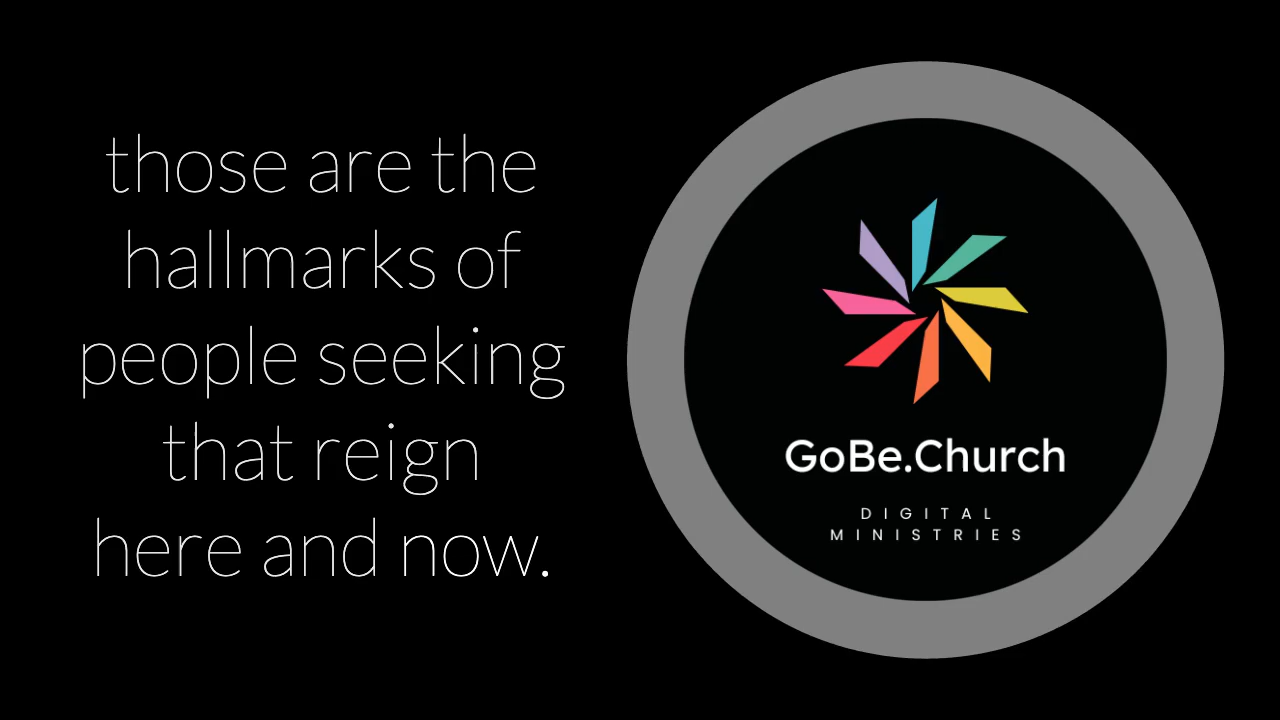 those are the
hallmarks of
people seeking
that reign
here and now.
GoBe.Church
DIGITAL
MINISTRIES